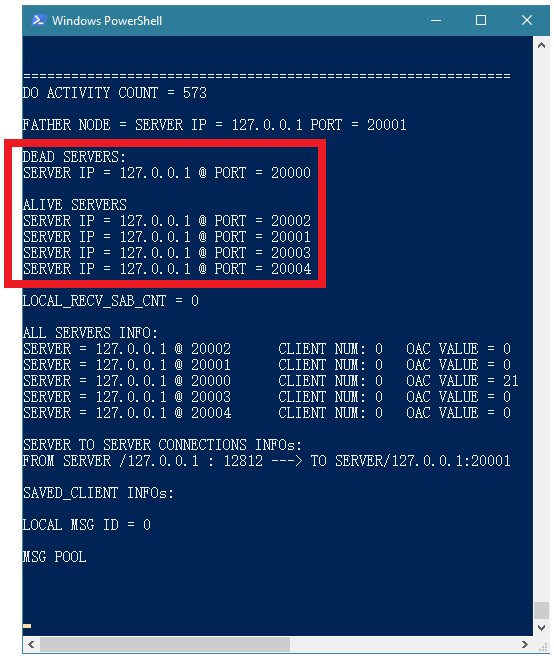 Windows PowerShell
============================================================
DO ACTIVITY COUNT = 573
FATHER NODE = SERVER IP = 127.0.0.1 PORT = 20001
DEAD SERVERS:
SERVER IP = 127.0.0.1 @ PORT = 20000
ALIVE SERVERS
SERVER IP = 127.0.0.1 @ PORT = 20002
SERVER IP = 127.0.0.1 @ PORT = 20001
SERVER IP = 127.0.0.1 @ PORT = 20003
SERVER IP = 127.0.0.1 @ PORT = 20004
LOCAL_RECV_SAB_CNT = 0
ALL SERVERS INFO:
SERVER = 127.0.0.1 @ 20002 CLIENT NUM: 0 OAC VALUE = 0
SERVER = 127.0.0.1 @ 20001 CLIENT NUM: 0 OAC VALUE = 0
SERVER = 127.0.0.1 @ 20000 CLIENT NUM: 0 OAC VALUE = 21
SERVER = 127.0.0.1 @ 20003 CLIENT NUM: 0 OAC VALUE = 0
SERVER = 127.0.0.1 @ 20004 CLIENT NUM: 0 OAC VALUE = 0
SERVER TO SERVER CONNECTIONS INFOs:
FROM SERVER /127.0.0.1 : 12812 ---> TO SERVER/127.0.0.1:20001
SAVED_CLIENT INFOs:
LOCAL MSG ID = 0
MSG POOL